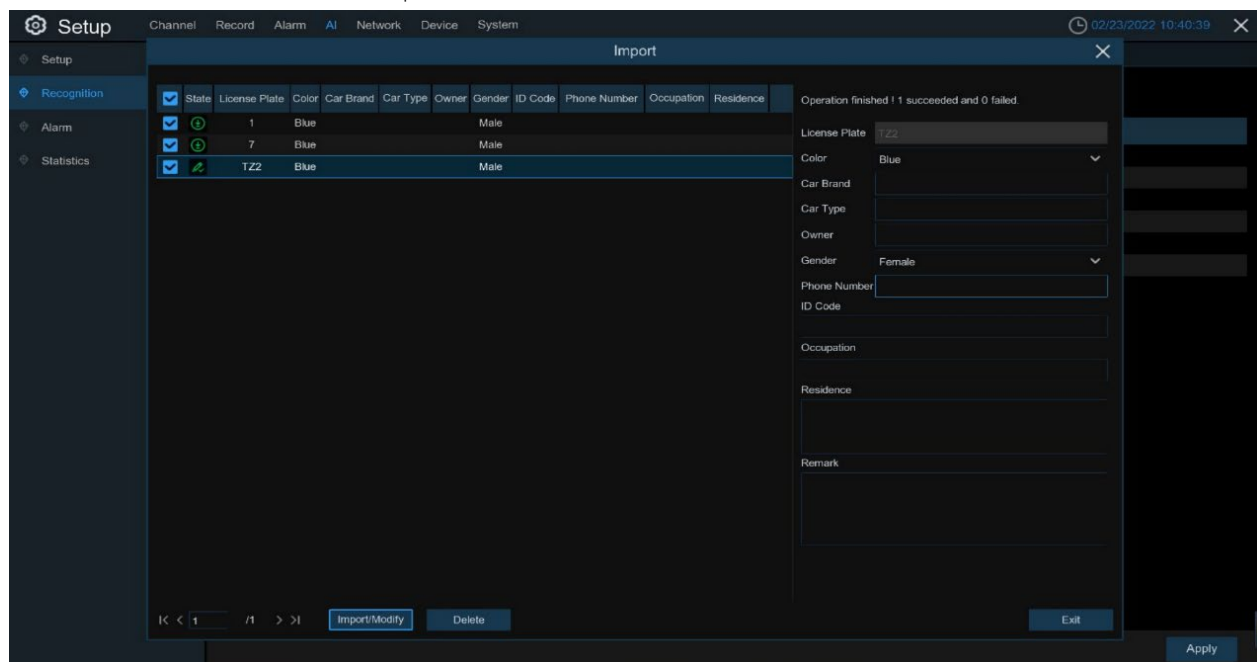 Setup Channel Record Alarm AI Network Device System 02/23/2022 10:40:39
Import
Setup
Recognition
Alarm
Statistics
State License Plate Color Car Brand Car Type Owner Gender ID Code Phone Number Occupation Residence
1 Blue Male
7 Blue Male
TZ2 Blue Male
Operation finished ! 1 succeeded and 0 failed.
License Plate TZ2
Color Blue
Car Brand
Car Type
Owner
Gender Female
Phone Number
ID Code
Occupation
Residence
Remark
1 /1 Import/Modify Delete Exit
Apply